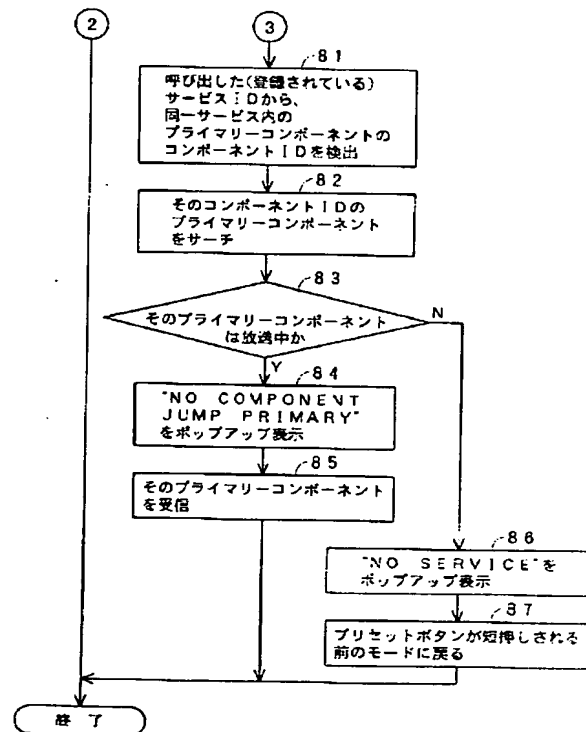 2
3
81
呼び出した(登録されている)
サービスIDから、
同一サービス内の
プライマリーコンポーネントの
コンポーネントIDを検出
82
そのコンポーネントIDの
プライマリーコンポーネント
をサーチ
83
そのプライマリーコンポーネント
は放送中か
N
Y
84
"NO COMPONENT
JUMP PRIMARY"
をポップアップ表示
85
そのプライマリーコンポーネント
を受信
86
"NO SERVICE"を
ポップアップ表示
87
プリセットボタンが短押しされる
前のモードに戻る
終了